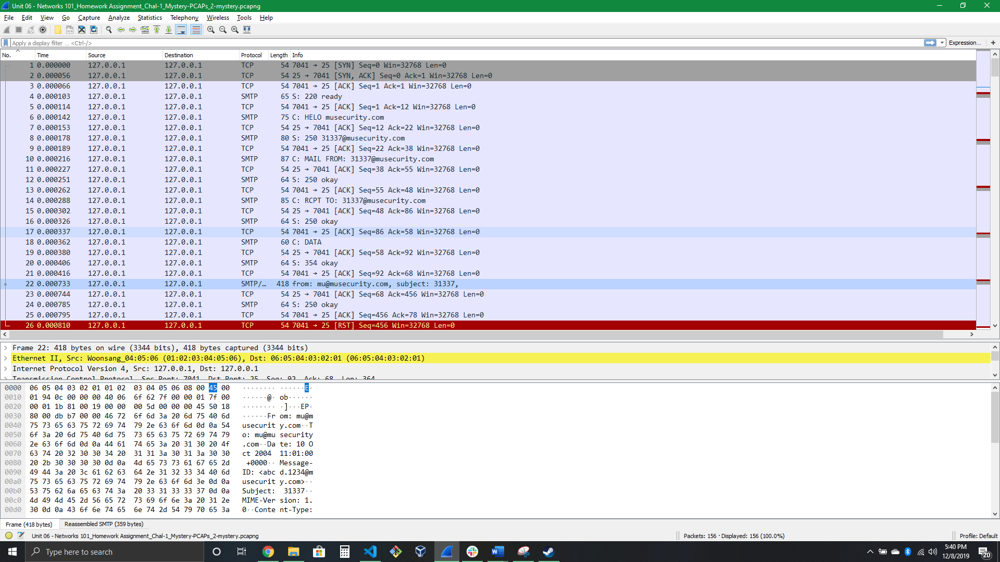 Unit 06 - Networks 101_Homework Assignment_Chal-1_Mystery-PCAPs_2-mystery.pcapng
File Edit View Go Capture Analyze Statistics Telephony Wireless Tools Help
Apply a display filter ... <Ctrl-/> Expression... +
No. Time Source Destination Protocol Length Info
1 0.000000 127.0.0.1 127.0.0.1 TCP 54 7041 → 25 [SYN] Seq=0 Win=32768 Len=0
2 0.000056 127.0.0.1 127.0.0.1 TCP 54 25 → 7041 [SYN, ACK] Seq=0 Ack=1 Win=32768 Len=0
3 0.000066 127.0.0.1 127.0.0.1 TCP 54 7041 → 25 [ACK] Seq=1 Ack=1 Win=32768 Len=0
4 0.000103 127.0.0.1 127.0.0.1 SMTP 65 S: 220 ready
5 0.000114 127.0.0.1 127.0.0.1 TCP 54 7041 → 25 [ACK] Seq=1 Ack=12 Win=32768 Len=0
6 0.000142 127.0.0.1 127.0.0.1 SMTP 75 C: HELO musecurity.com
7 0.000153 127.0.0.1 127.0.0.1 TCP 54 25 → 7041 [ACK] Seq=12 Ack=22 Win=32768 Len=0
8 0.000178 127.0.0.1 127.0.0.1 SMTP 80 S: 250 31337@musecurity.com
9 0.000189 127.0.0.1 127.0.0.1 TCP 54 7041 → 25 [ACK] Seq=22 Ack=38 Win=32768 Len=0
10 0.000216 127.0.0.1 127.0.0.1 SMTP 87 C: MAIL FROM: 31337@musecurity.com
11 0.000227 127.0.0.1 127.0.0.1 TCP 54 25 → 7041 [ACK] Seq=38 Ack=55 Win=32768 Len=0
12 0.000251 127.0.0.1 127.0.0.1 SMTP 64 S: 250 okay
13 0.000262 127.0.0.1 127.0.0.1 TCP 54 7041 → 25 [ACK] Seq=55 Ack=48 Win=32768 Len=0
14 0.000288 127.0.0.1 127.0.0.1 SMTP 85 C: RCPT TO: 31337@musecurity.com
15 0.000302 127.0.0.1 127.0.0.1 TCP 54 25 → 7041 [ACK] Seq=48 Ack=86 Win=32768 Len=0
16 0.000326 127.0.0.1 127.0.0.1 SMTP 64 S: 250 okay
17 0.000337 127.0.0.1 127.0.0.1 TCP 54 7041 → 25 [ACK] Seq=86 Ack=58 Win=32768 Len=0
18 0.000362 127.0.0.1 127.0.0.1 SMTP 60 C: DATA
19 0.000380 127.0.0.1 127.0.0.1 TCP 54 25 → 7041 [ACK] Seq=58 Ack=92 Win=32768 Len=0
20 0.000406 127.0.0.1 127.0.0.1 SMTP 64 S: 354 okay
21 0.000416 127.0.0.1 127.0.0.1 TCP 54 7041 → 25 [ACK] Seq=92 Ack=68 Win=32768 Len=0
22 0.000733 127.0.0.1 127.0.0.1 SMTP/… 418 from: mu@musecurity.com, subject: 31337,
23 0.000744 127.0.0.1 127.0.0.1 TCP 54 25 → 7041 [ACK] Seq=68 Ack=456 Win=32768 Len=0
24 0.000785 127.0.0.1 127.0.0.1 SMTP 64 S: 250 okay
25 0.000795 127.0.0.1 127.0.0.1 TCP 54 7041 → 25 [ACK] Seq=456 Ack=78 Win=32768 Len=0
26 0.000810 127.0.0.1 127.0.0.1 TCP 54 7041 → 25 [RST] Seq=456 Win=32768 Len=0
Frame 22: 418 bytes on wire (3344 bits), 418 bytes captured (3344 bits)
Ethernet II, Src: Woonsang_04:05:06 (01:02:03:04:05:06), Dst: 06:05:04:03:02:01 (06:05:04:03:02:01)
Internet Protocol Version 4, Src: 127.0.0.1, Dst: 127.0.0.1
Transmission Control Protocol, Src Port: 7041, Dst Port: 25, Seq: 92, Ack: 68, Len: 364
0000 06 05 04 03 02 01 01 02 03 04 05 06 08 00 45 00 ········ ······E·
0010 01 94 0c 00 00 00 40 06 6f 62 7f 00 00 01 7f 00 ······@· ob······
0020 00 01 1b 81 00 19 00 00 00 5d 00 00 00 45 50 18 ········ ·]···EP·
0030 80 00 db b7 00 00 46 72 6f 6d 3a 20 6d 75 40 6d ······Fr om: mu@m
0040 75 73 65 63 75 72 69 74 79 2e 63 6f 6d 0d 0a 54 usecurit y.com··T
0050 6f 3a 20 6d 75 40 6d 75 73 65 63 75 72 69 74 79 o: mu@mu security
0060 2e 63 6f 6d 0d 0a 44 61 74 65 3a 20 31 30 20 4f .com··Da te: 10 O
0070 63 74 20 32 30 30 34 20 31 31 3a 30 31 3a 30 30 ct 2004 11:01:00
0080 20 2b 30 30 30 30 0d 0a 4d 65 73 73 61 67 65 2d +0000·· Message-
0090 49 44 3a 20 3c 61 62 63 64 2e 31 32 33 34 40 6d ID: <abc d.1234@m
00a0 75 73 65 63 75 72 69 74 79 2e 63 6f 6d 3e 0d 0a usecurit y.com>··
00b0 53 75 62 6a 65 63 74 3a 20 33 31 33 33 37 0d 0a Subject: 31337··
00c0 4d 49 4d 45 2d 56 65 72 73 69 6f 6e 3a 20 31 2e MIME-Ver sion: 1.
00d0 30 0d 0a 43 6f 6e 74 65 6e 74 2d 54 79 70 65 3a 0··Conte nt-Type:
Frame (418 bytes) Reassembled SMTP (359 bytes)
Unit 06 - Networks 101_Homework Assignment_Chal-1_Mystery-PCAPs_2-mystery.pcapng Packets: 156 · Displayed: 156 (100.0%) Profile: Default
Type here to search 5:40 PM
12/8/2019 20